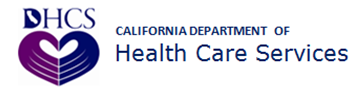 DHCS
CALIFORNIA DEPARTMENT OF
Health Care Services